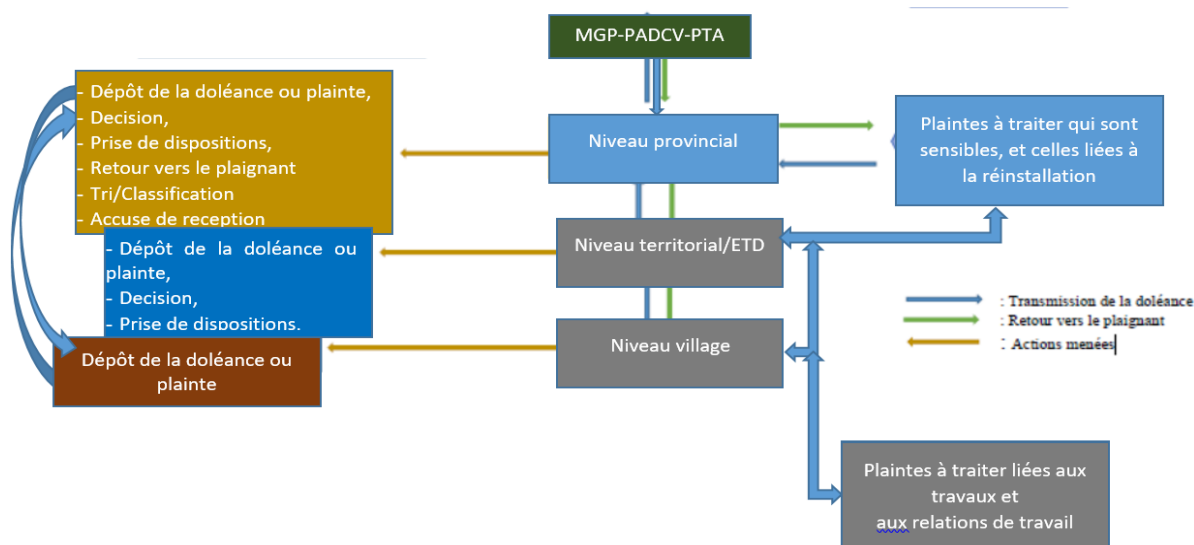 MGP-PADCV-PTA
- Dépôt de la doléance ou plainte,
- Decision,
- Prise de dispositions,
- Retour vers le plaignant
- Tri/Classification
- Accuse de reception
Niveau provincial
Plaintes à traiter qui sont
sensibles, et celles liées à
la réinstallation
- Dépôt de la doléance ou
plainte,
- Decision,
- Prise de dispositions.
Niveau territorial/ETD
: Transmission de la doléance
: Retour vers le plaignant
: Actions menées
Dépôt de la doléance ou
plainte
Niveau village
Plaintes à traiter liées aux
travaux et
aux relations de travail